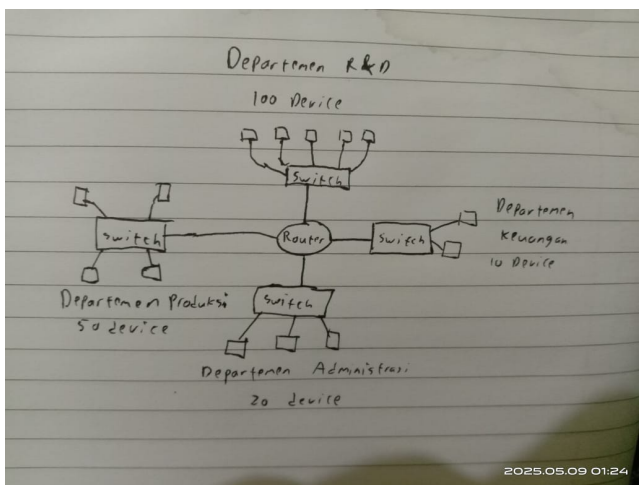 Departemen R&D
100 Device
Switch
Switch
Router
Switch
Departemen
Keuangan
10 Device
Departemen Produksi
50 device
Switch
Departemen Administrasi
20 device
2025.05.09 01:24